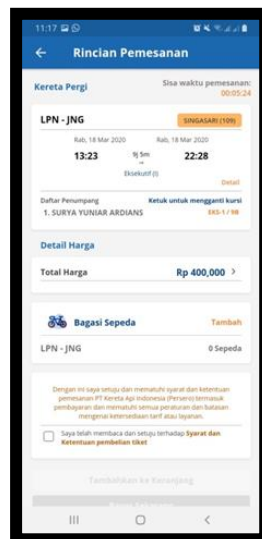 11:17
Rincian Pemesanan
Kereta Pergi
Sisa waktu pemesanan:
00:05:24
LPN - JNG
SINGASARI (109)
Rab, 18 Mar 2020
Rab, 18 Mar 2020
13:23
9j 5m
22:28
Eksekutif (I)
Detail
Daftar Penumpang
Ketuk untuk mengganti kursi
1. SURYA YUNIAR ARDIANS
EKS-1 / 9B
Detail Harga
Total Harga
Rp 400,000
Bagasi Sepeda
Tambah
LPN - JNG
0 Sepeda
Dengan ini saya setuju dan mematuhi syarat dan ketentuan
pemesanan PT Kereta Api Indonesia (Persero) termasuk
pembayaran dan mematuhi semua peraturan dan batasan
mengenai ketersediaan tarif atau layanan.
Saya telah membaca dan setuju terhadap Syarat dan
Ketentuan pembelian tiket
Tambahkan ke Keranjang